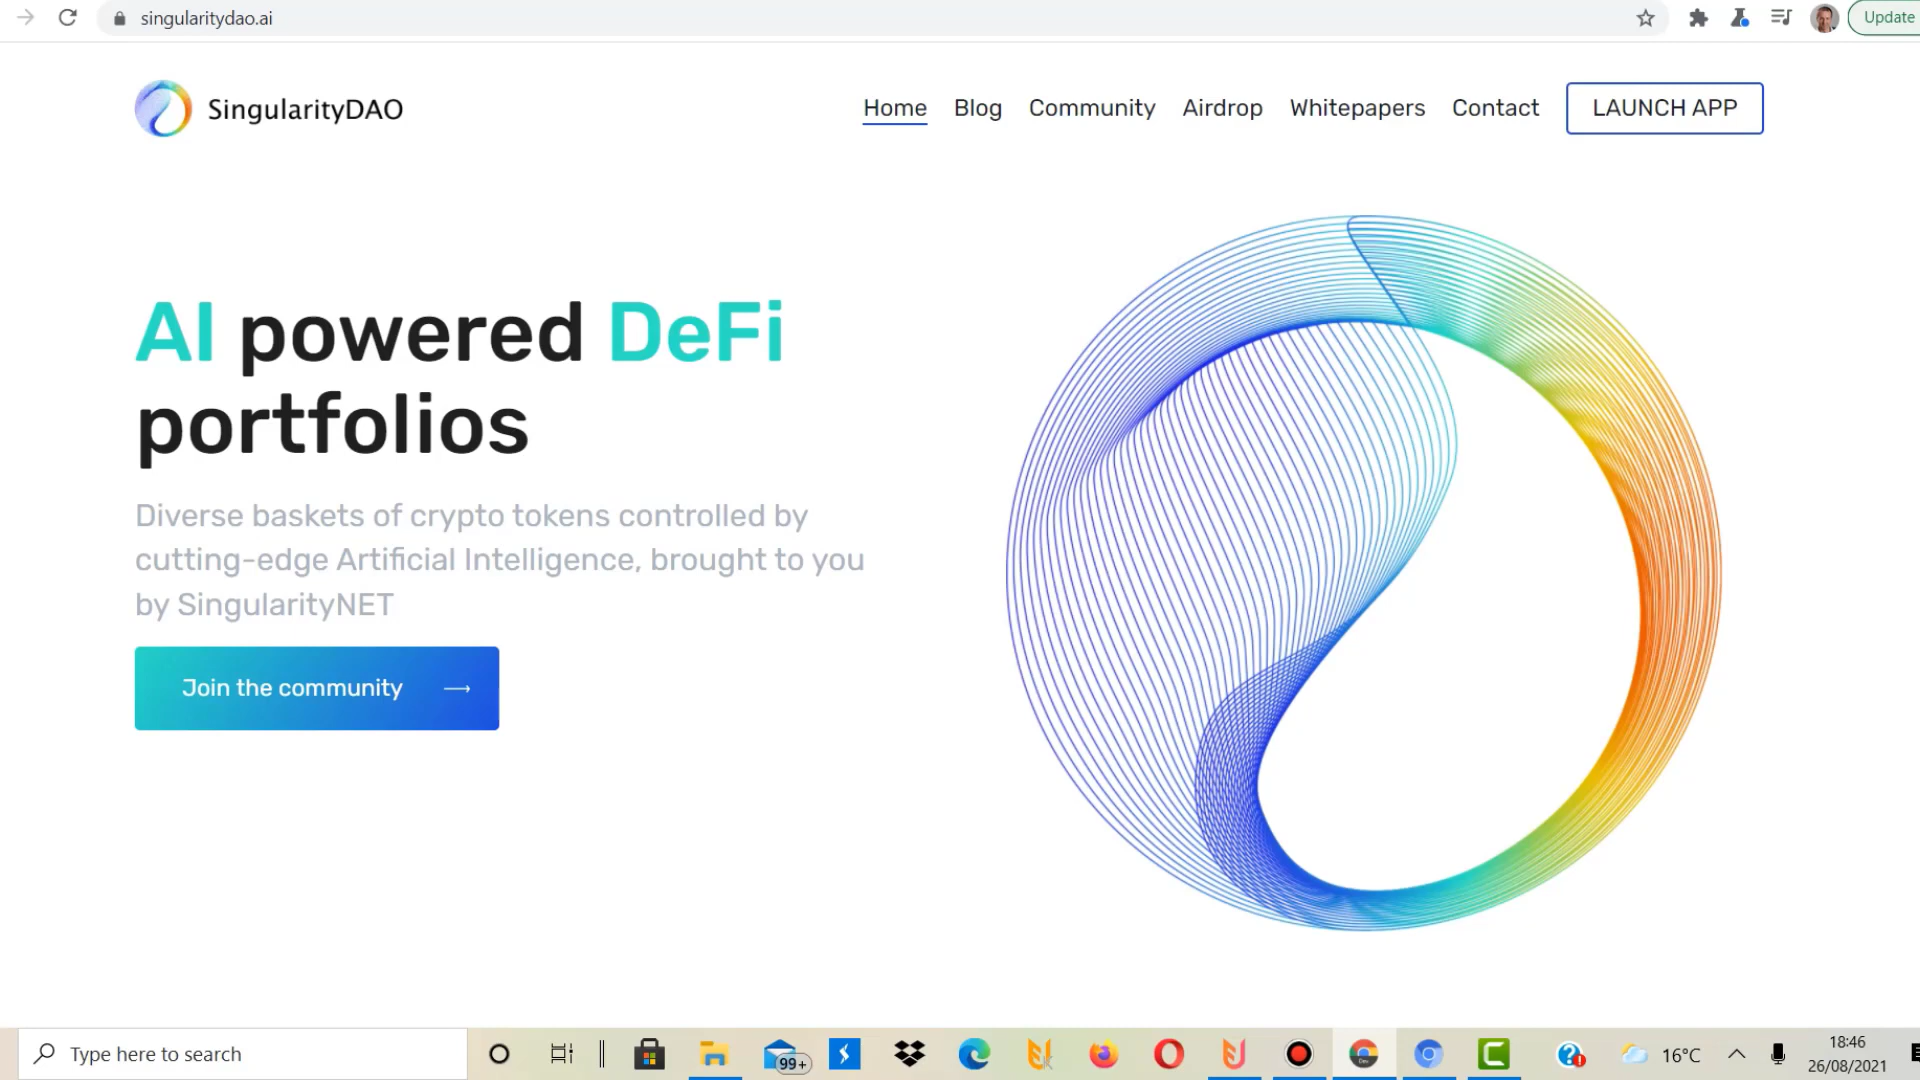 singularitydao.ai
Update
SingularityDAO
Home Blog Community Airdrop Whitepapers Contact LAUNCH APP
AI powered DeFi
portfolios
Diverse baskets of crypto tokens controlled by
cutting-edge Artificial Intelligence, brought to you
by SingularityNET
Join the community
Type here to search
99+
Dev
16°C
18:46
26/08/2021